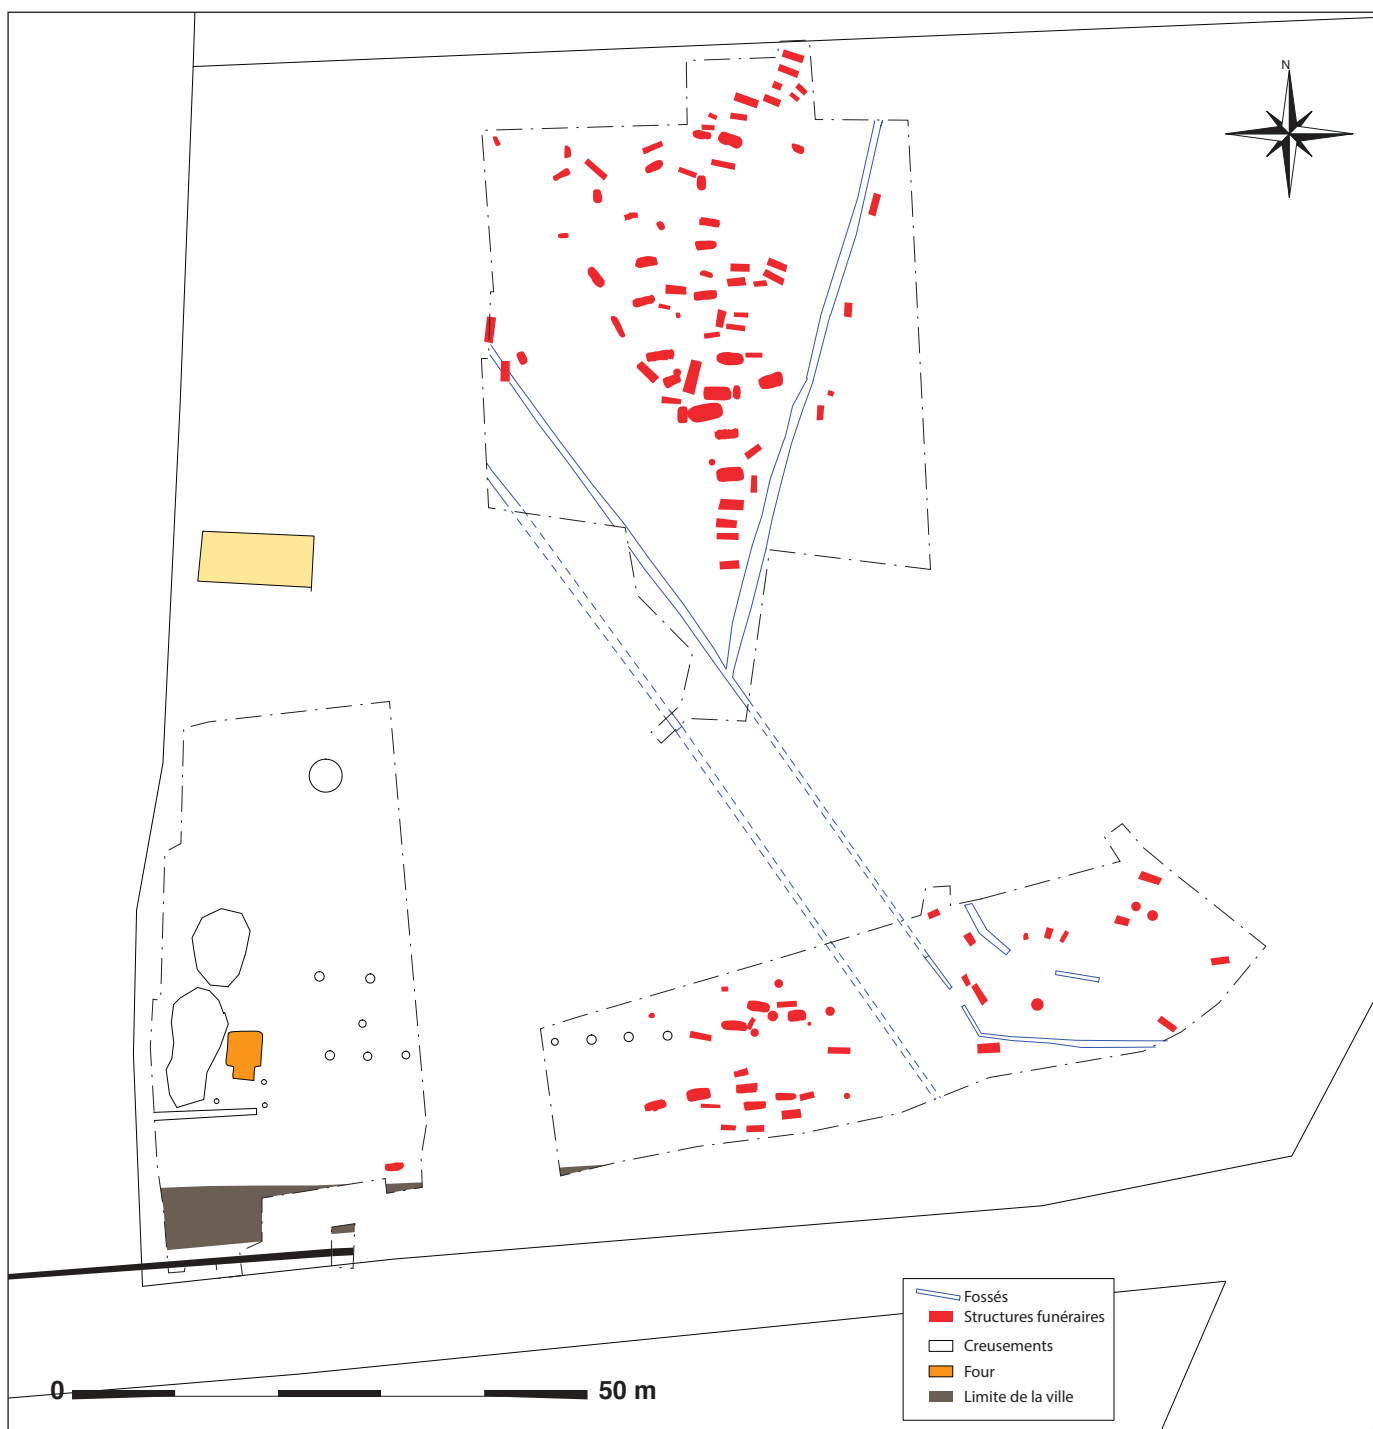 N
0 50 m
Fossés
Structures funéraires
Creusements
Four
Limite de la ville